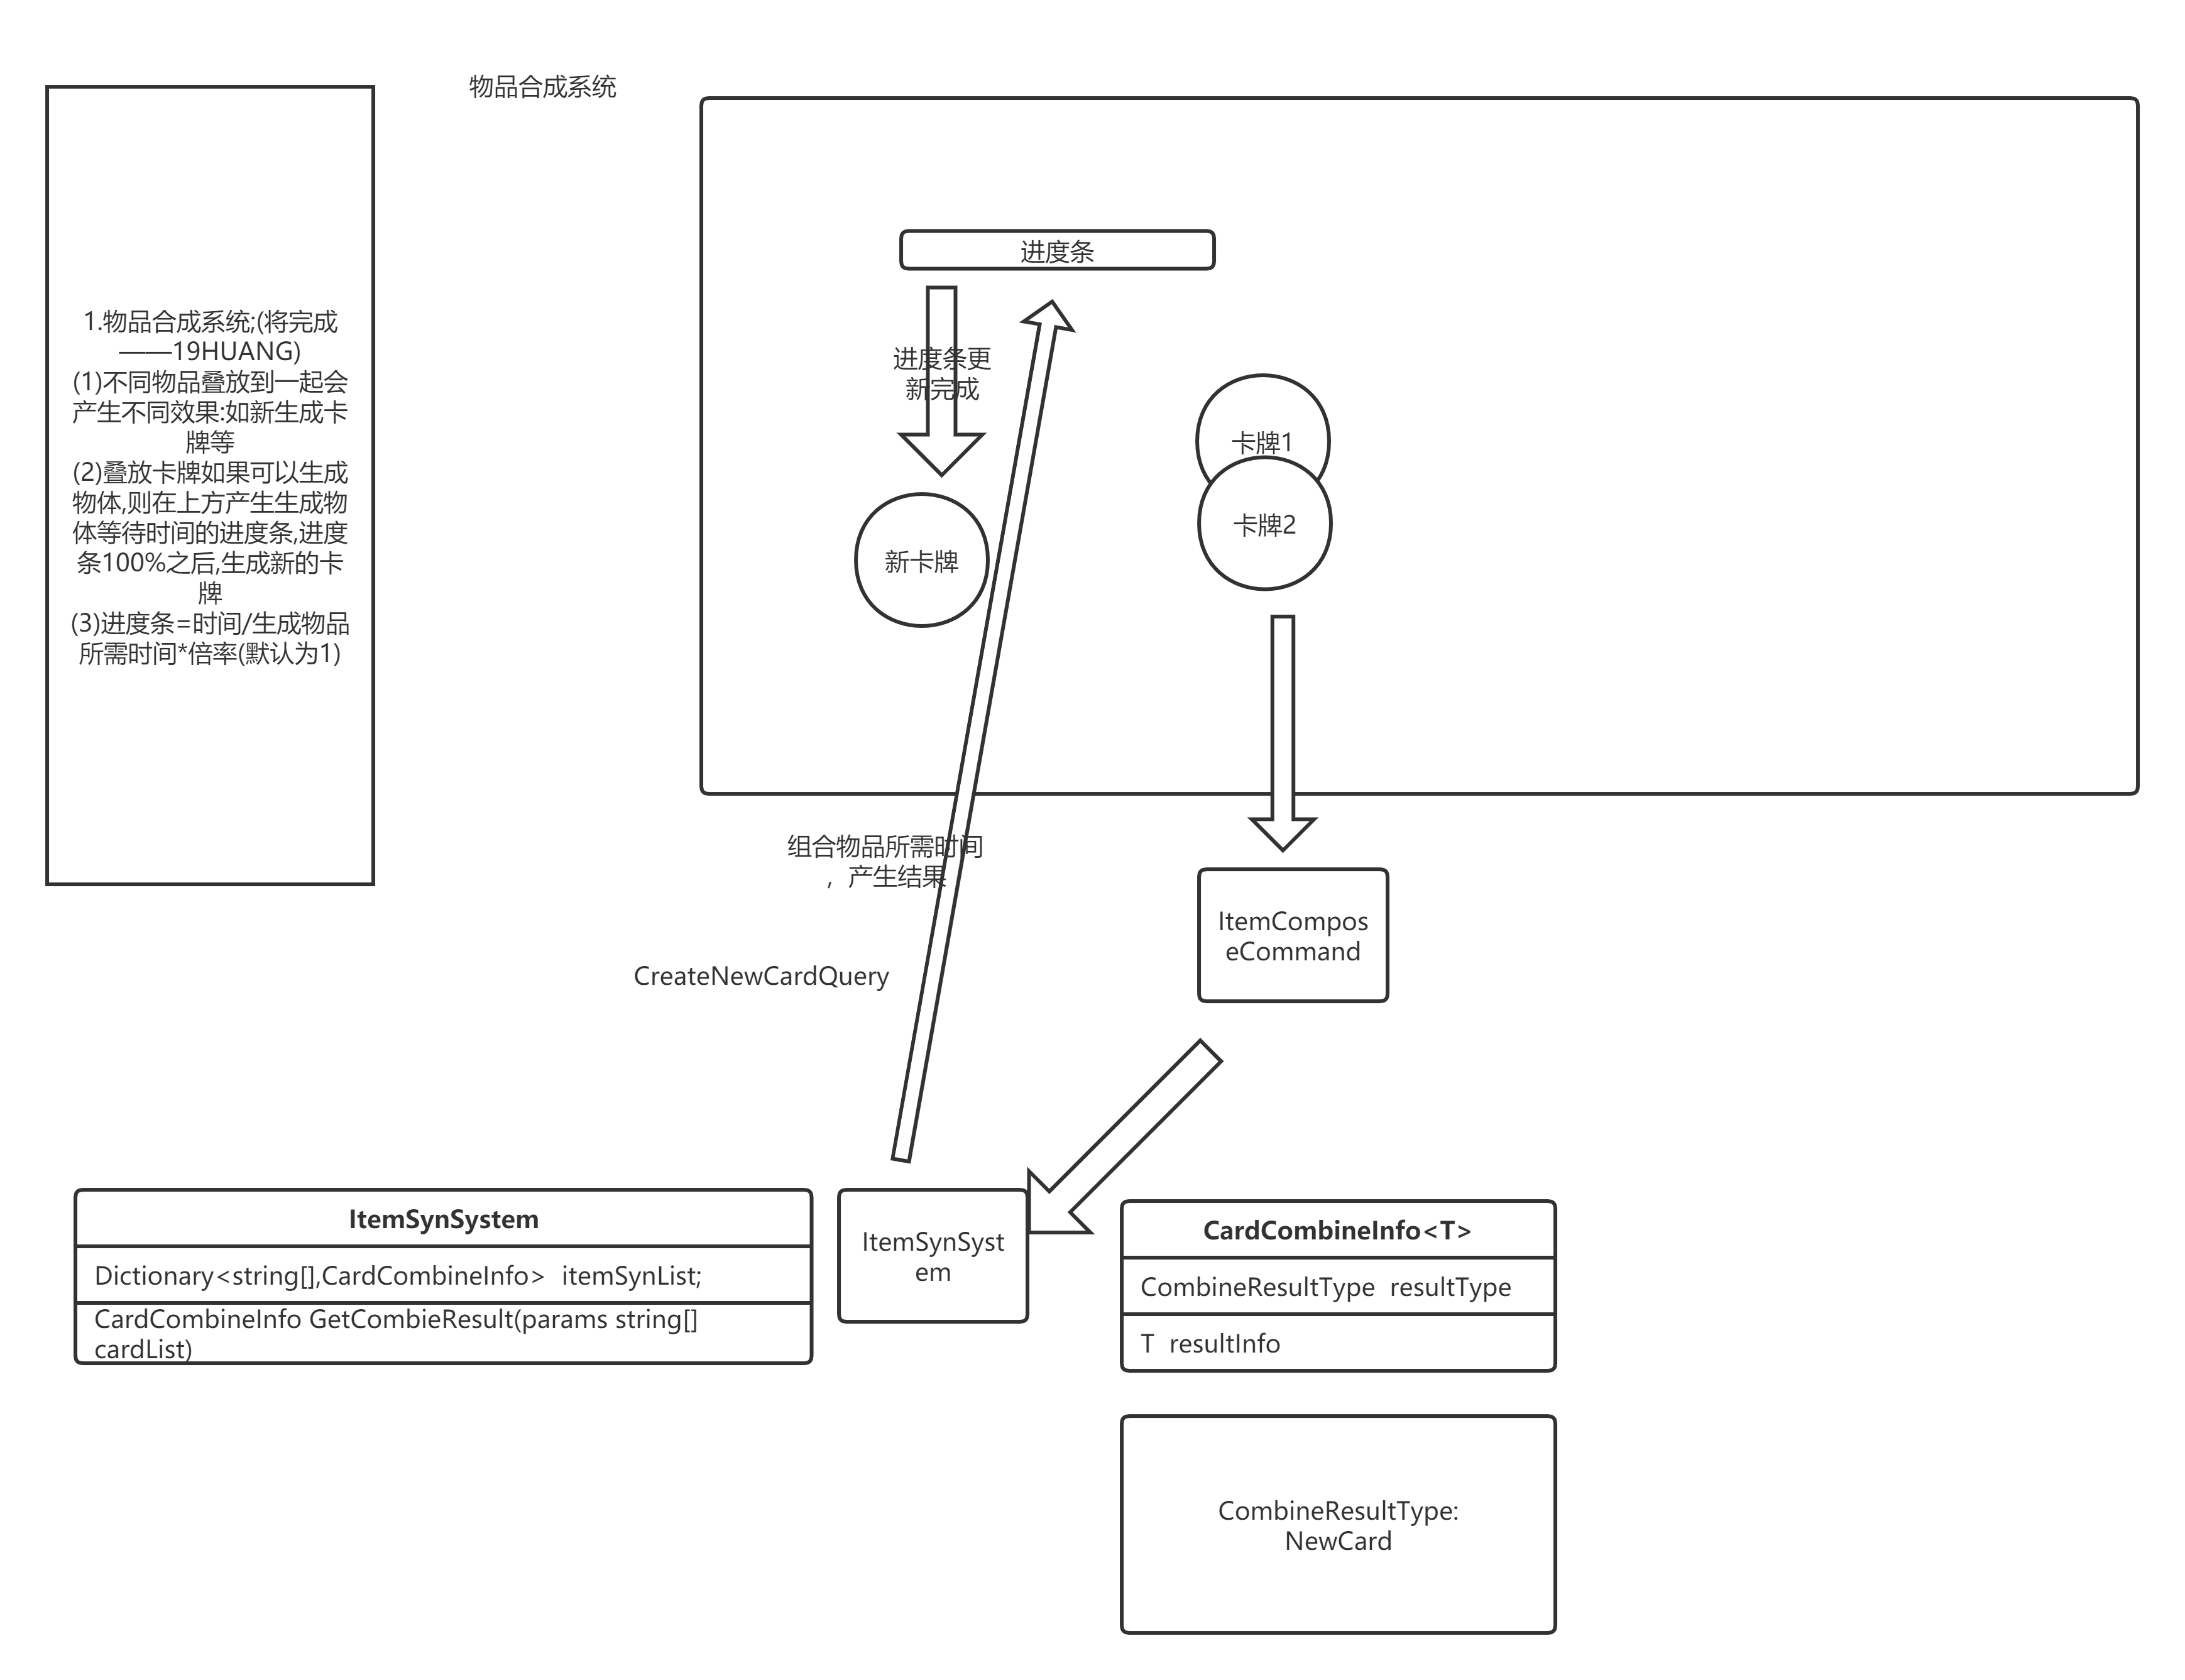 物品合成系统
1.物品合成系统;(将完成
——19HUANG)
(1)不同物品叠放到一起会
产生不同效果:如新生成卡
牌等
(2)叠放卡牌如果可以生成
物体,则在上方产生生成物
体等待时间的进度条,进度
条100%之后,生成新的卡
牌
(3)进度条=时间/生成物品
所需时间*倍率(默认为1)
进度条
进度条更
新完成
卡牌1
卡牌2
新卡牌
组合物品所需时间
，产生结果
ItemCompos
eCommand
CreateNewCardQuery
ItemSynSystem
Dictionary<string[],CardCombineInfo>  itemSynList;
CardCombineInfo GetCombieResult(params string[]
cardList)
ItemSynSyst
em
CardCombineInfo<T>
CombineResultType  resultType
T  resultInfo
CombineResultType:
NewCard